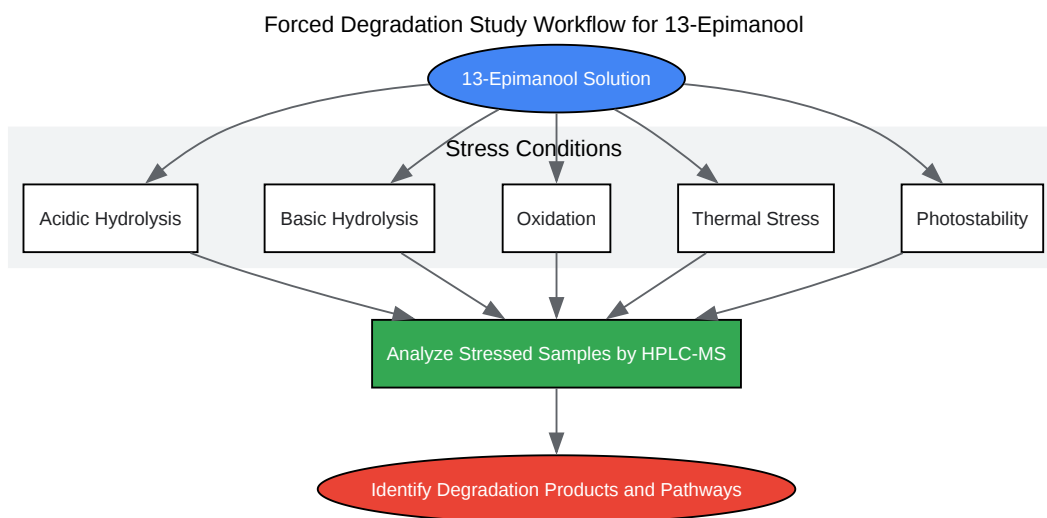 Forced Degradation Study Workflow for 13-Epimanool
13-Epimanool Solution
Stress Conditions
Acidic Hydrolysis
Basic Hydrolysis
Oxidation
Thermal Stress
Photostability
Analyze Stressed Samples by HPLC-MS
Identify Degradation Products and Pathways